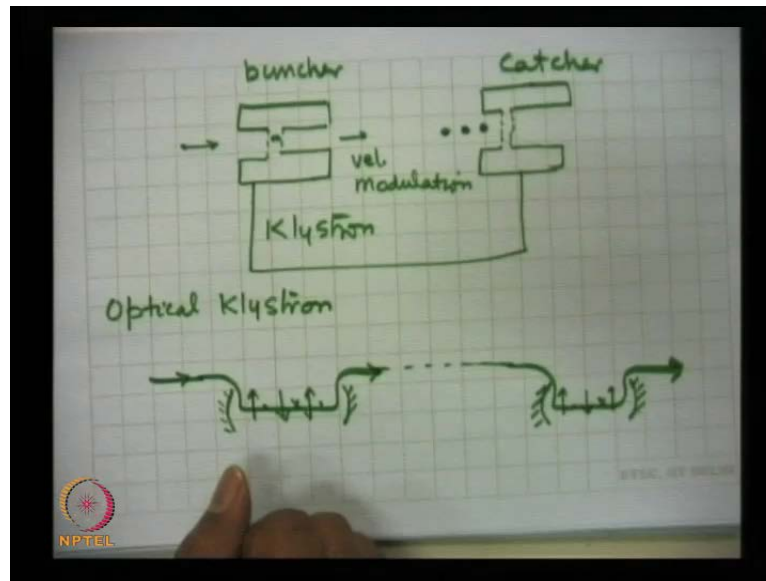 buncher
Catcher
vel.
modulation
Klystron
Optical Klystron
NPTEL